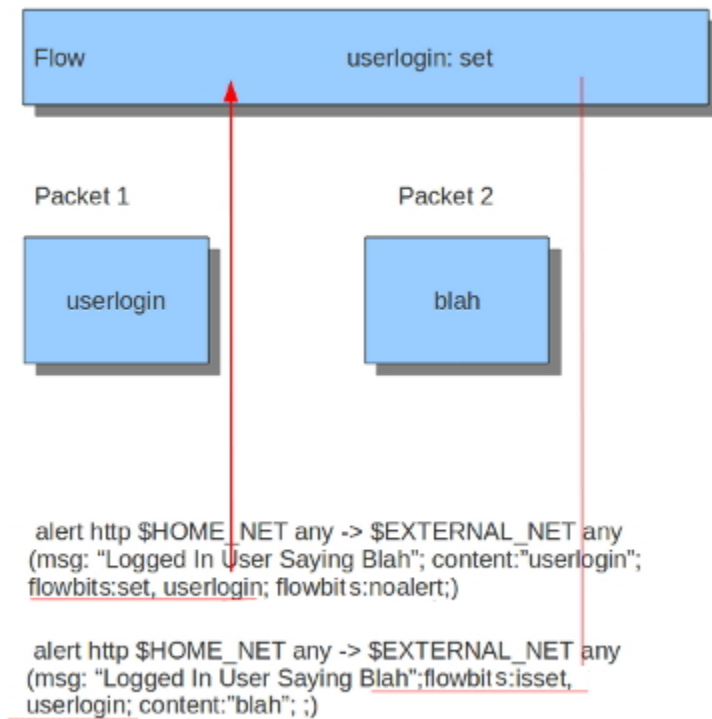 Flow userlogin: set
Packet 1 Packet 2
userlogin blah
alert http $HOME_NET any -> $EXTERNAL_NET any
(msg: “Logged In User Saying Blah”; content:”userlogin”;
flowbits:set, userlogin; flowbits:noalert;)
alert http $HOME_NET any -> $EXTERNAL_NET any
(msg: “Logged In User Saying Blah”;flowbits:isset,
userlogin; content:”blah”; ;)